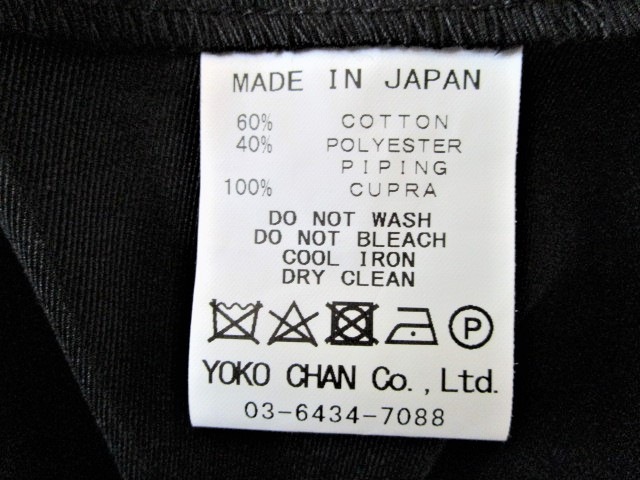 MADE IN JAPAN
60% COTTON
40% POLYESTER
PIPING
100% CUPRA
DO NOT WASH
DO NOT BLEACH
COOL IRON
DRY CLEAN
P
YOKO CHAN Co.,Ltd.
03-6434-7088